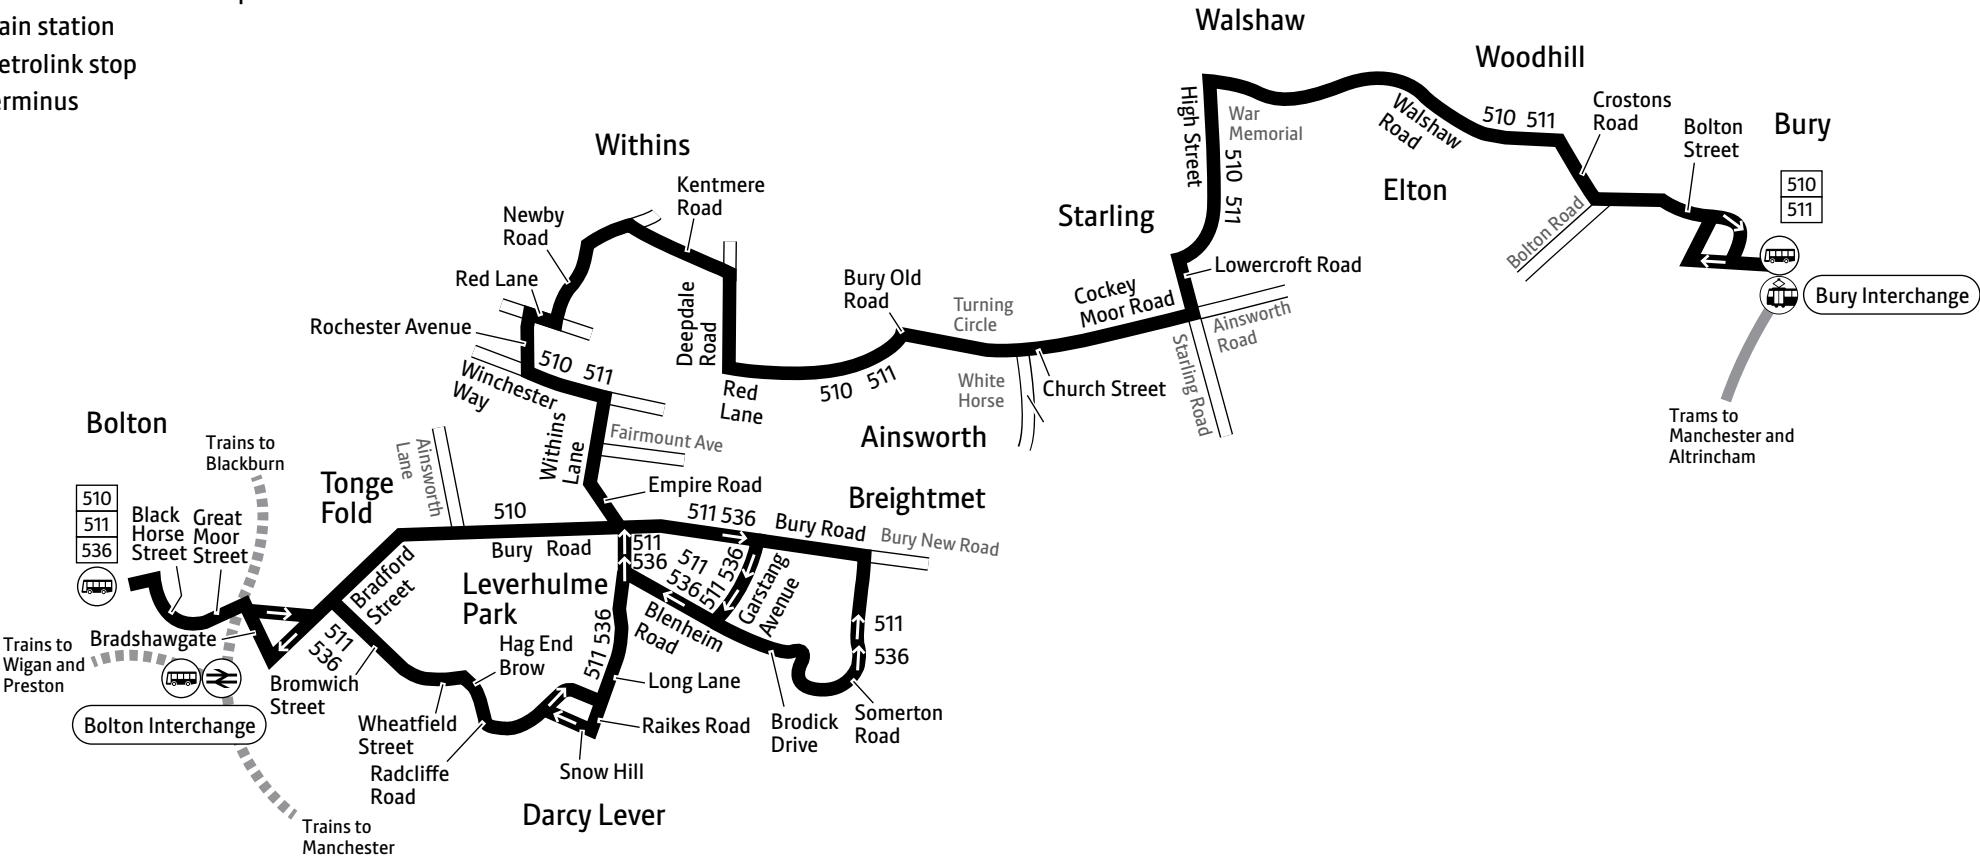 ain station
etrolink stop
erminus
Walshaw
Woodhill
Crostons
Road
Bolton
Street
Bury
510
511
High Street
War
Memorial
510 511
Walshaw
Road
510 511
Elton
Bolton Road
Bury Interchange
Trams to
Manchester and
Altrincham
Withins
Kentmere
Road
Newby
Road
Red Lane
Rochester Avenue
510 511
Winchester
Way
Deepdale
Road
Red
Lane
510 511
Bury Old
Road
Turning
Circle
White
Horse
Church Street
Starling
Cockey
Moor Road
Lowercroft Road
Ainsworth
Road
Starling Road
Ainsworth
Withins
Lane
Fairmount Ave
Empire Road
Breightmet
Bolton
Trains to
Blackburn
510
511
536
Black
Horse
Street
Great
Moor
Street
Tonge
Fold
Ainsworth
Lane
510
Bury Road
Bradford
Street
Leverhulme
Park
511
536
511 536
Bury Road
Bury New Road
511
536
511 536
Garstang
Avenue
Blenheim
Road
511
536
Bradshawgate
Trains to
Wigan and
Preston
Bolton Interchange
511
536
Bromwich
Street
Hag End
Brow
511 536
Long Lane
Raikes Road
Wheatfield
Street
Radcliffe
Road
Snow Hill
Brodick
Drive
Somerton
Road
Darcy Lever
Trains to
Manchester